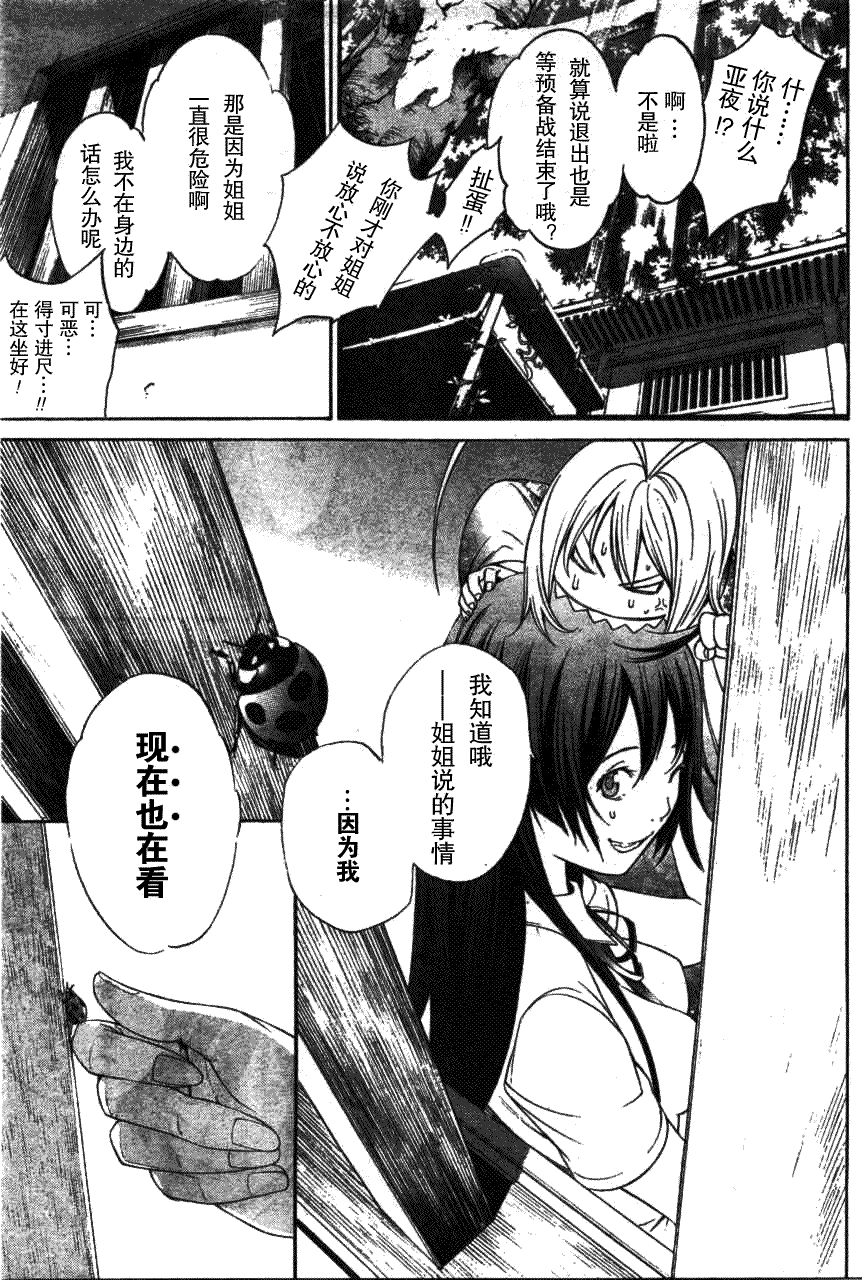 什……
你说什么
亚夜!?
啊…
不是啦
就算说退出也是
等预备战结束了哦?
扯蛋!!
你刚才对姐姐
说放心不放心的
那是因为姐姐
一直很危险啊
我不在身边的
话怎么办呢
可…
可恶…
得寸进尺…!!
在这坐好!
我知道哦
——姐姐说的事情
…因为我
现在也在看